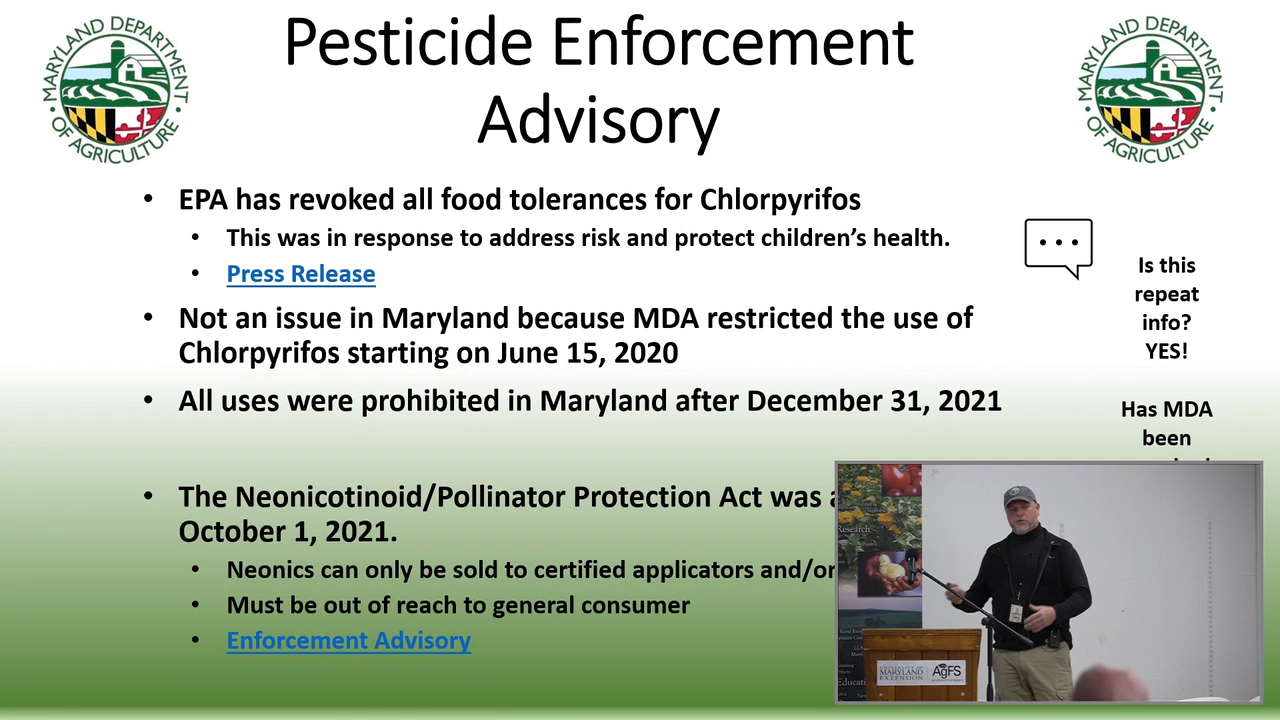 Pesticide Enforcement
Advisory
MARYLAND DEPARTMENT
OF AGRICULTURE
MARYLAND DEPARTMENT
OF AGRICULTURE
• EPA has revoked all food tolerances for Chlorpyrifos
• This was in response to address risk and protect children’s health.
• Press Release
• Not an issue in Maryland because MDA restricted the use of
Chlorpyrifos starting on June 15, 2020
• All uses were prohibited in Maryland after December 31, 2021
• The Neonicotinoid/Pollinator Protection Act was
October 1, 2021.
• Neonics can only be sold to certified applicators and/or
• Must be out of reach to general consumer
• Enforcement Advisory
Is this
repeat
info?
YES!
Has MDA
been
Research
UNIVERSITY OF
MARYLAND
EXTENSION
AgFS